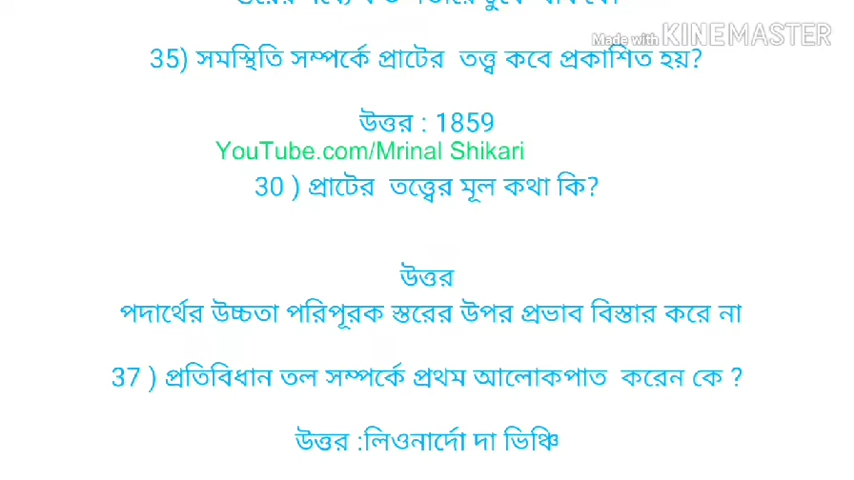 Made with KINEMASTER
35) সমস্থিতি সম্পর্কে প্রাটের তত্ত্ব কবে প্রকাশিত হয়?
উত্তর : 1859
YouTube.com/Mrinal Shikari
30 ) প্রাটের তত্ত্বের মূল কথা কি?
উত্তর
পদার্থের উচ্চতা পরিপূরক স্তরের উপর প্রভাব বিস্তার করে না
37 ) প্রতিবিধান তল সম্পর্কে প্রথম আলোকপাত করেন কে ?
উত্তর :লিওনার্দো দা ভিঞ্চি